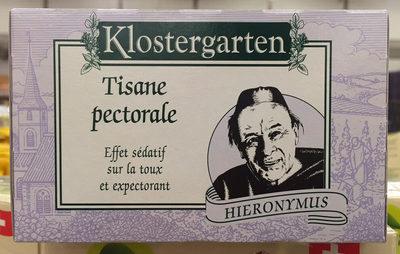 Klostergarten
Tisane
pectorale
Effet sédatif
sur la toux
et expectorant
HIERONYMUS